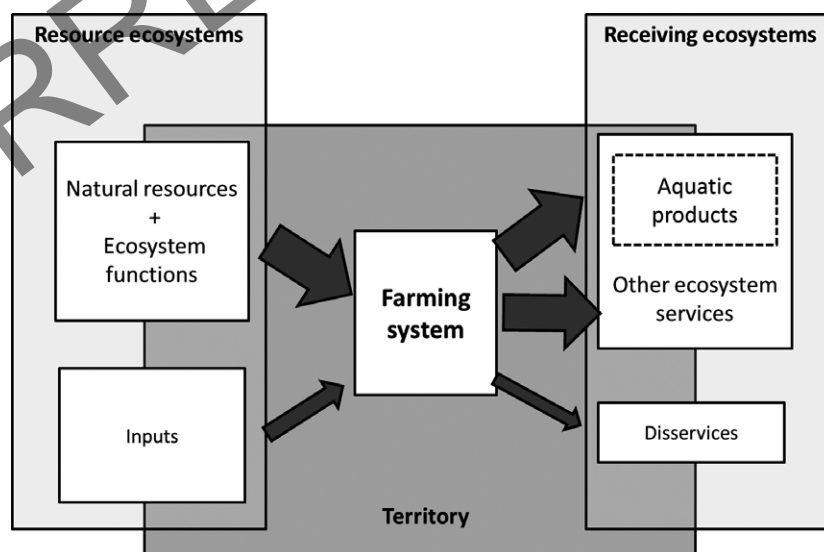 Resource ecosystems
Receiving ecosystems
Natural resources
+
Ecosystem
functions
Aquatic
products
Other ecosystem
services
Farming
system
Inputs
Disservices
Territory